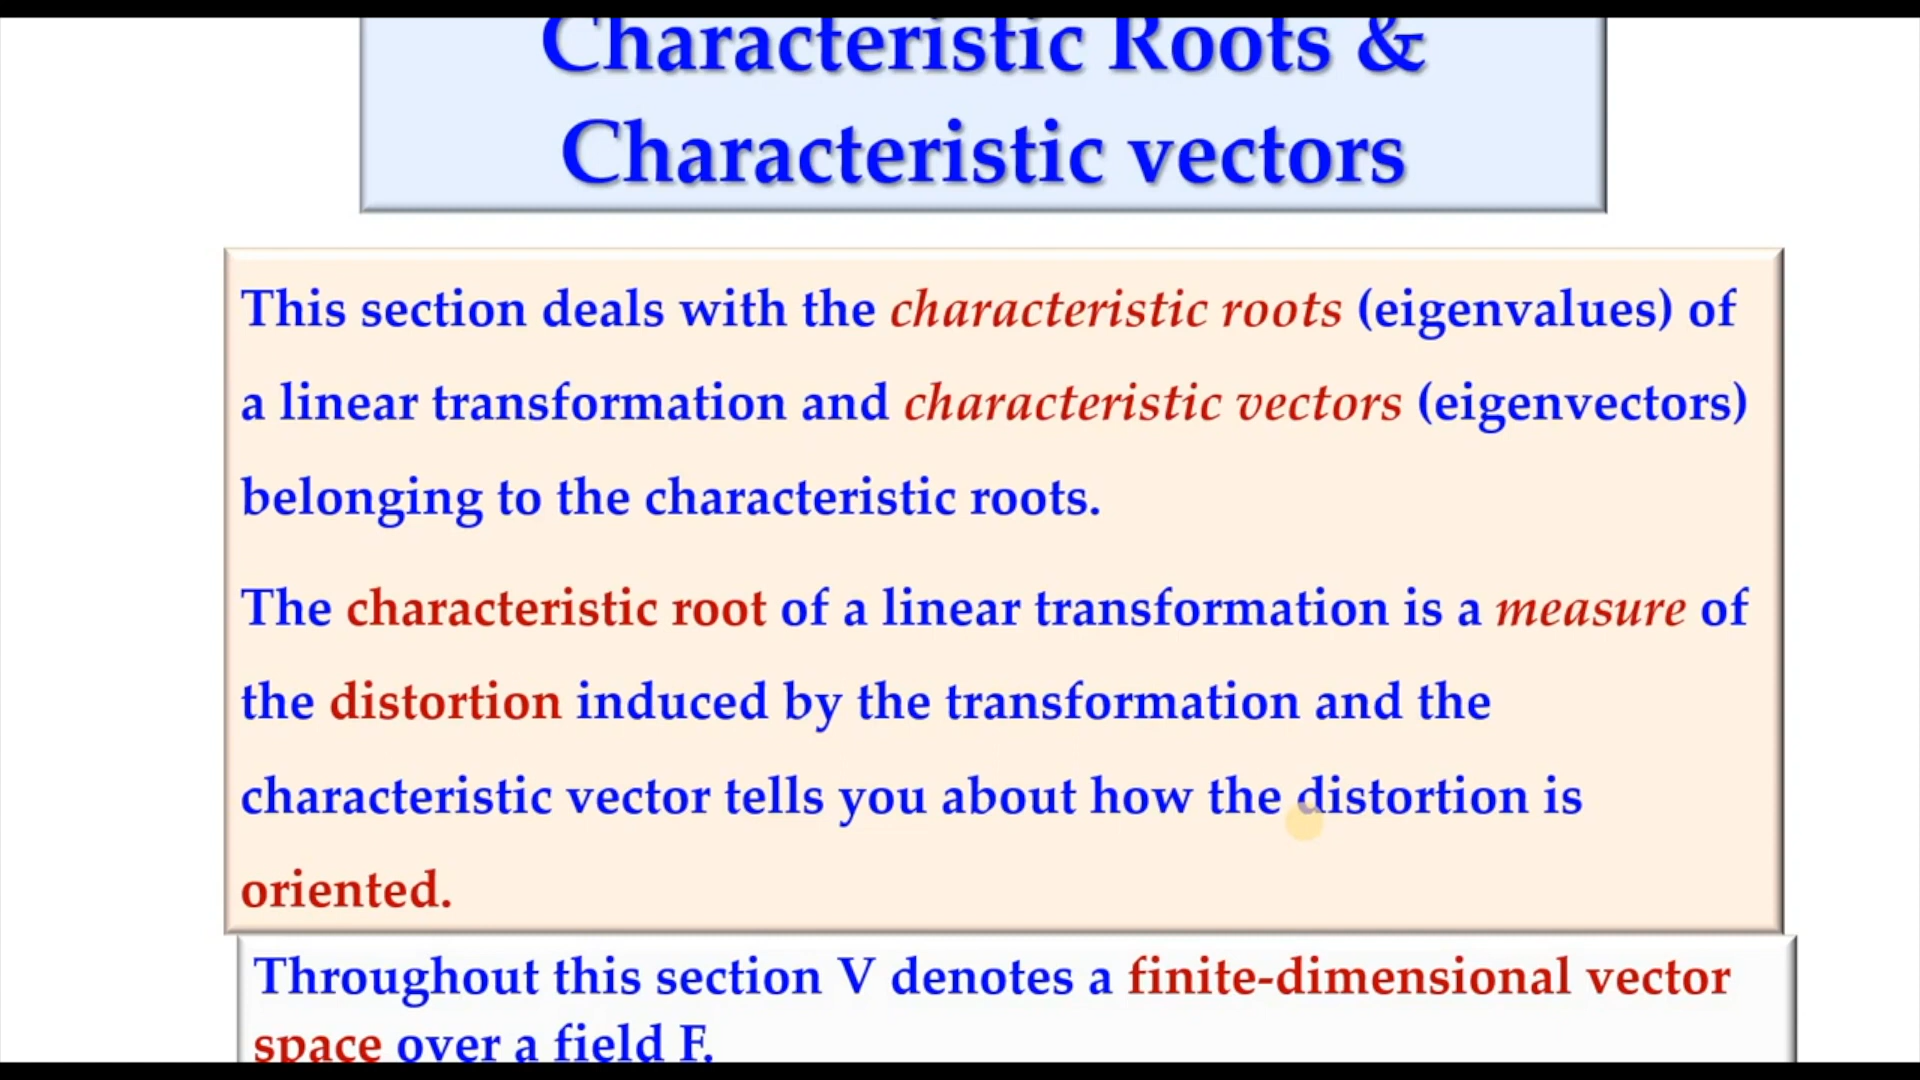 Characteristic Roots &
Characteristic vectors
This section deals with the characteristic roots (eigenvalues) of
a linear transformation and characteristic vectors (eigenvectors)
belonging to the characteristic roots.
The characteristic root of a linear transformation is a measure of
the distortion induced by the transformation and the
characteristic vector tells you about how the distortion is
oriented.
Throughout this section V denotes a finite-dimensional vector
space over a field F.